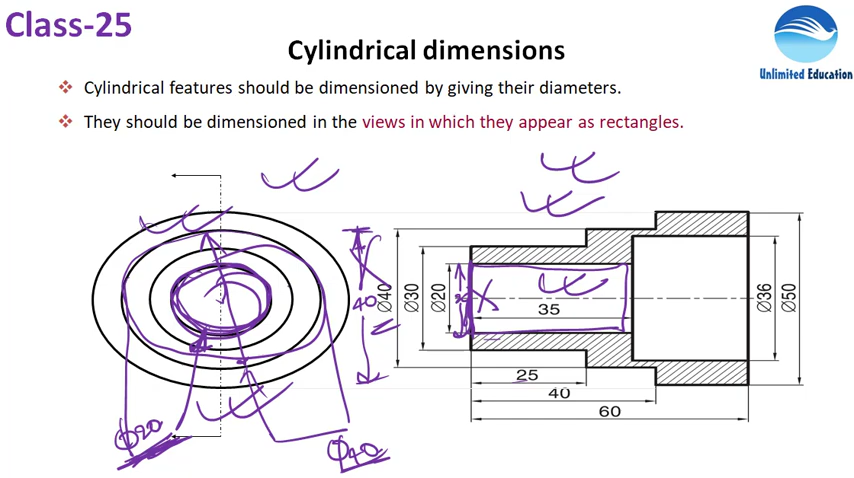 Class-25
Cylindrical dimensions
Unlimited Education
❖ Cylindrical features should be dimensioned by giving their diameters.
❖ They should be dimensioned in the views in which they appear as rectangles.
40
Φ20
Φ40
Ø40
Ø30
Ø20
35
Ø36
Ø50
25
40
60